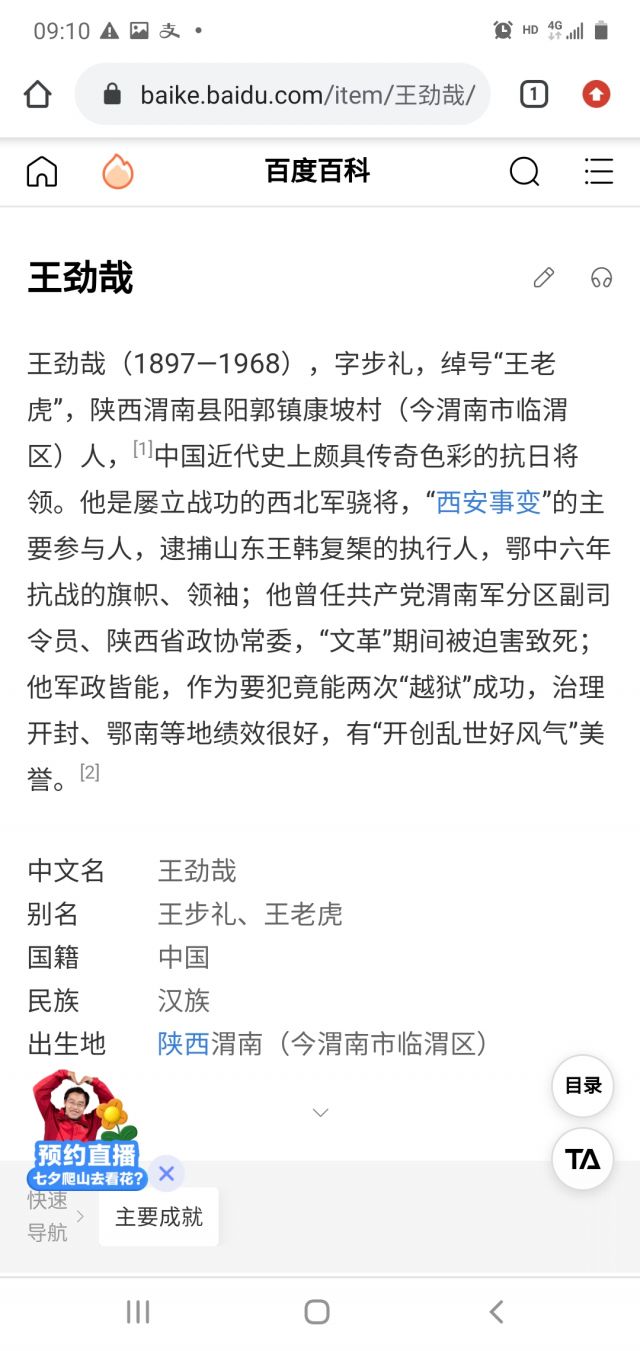 09:10
HD 4G
baike.baidu.com/item/王劲哉/
1
百度百科
王劲哉
王劲哉（1897—1968），字步礼，绰号“王老
虎”，陕西渭南县阳郭镇康坡村（今渭南市临渭
区）人，[1]中国近代史上颇具传奇色彩的抗日将
领。他是屡立战功的西北军骁将，“西安事变”的主
要参与人，逮捕山东王韩复榘的执行人，鄂中六年
抗战的旗帜、领袖；他曾任共产党渭南军分区副司
令员、陕西省政协常委，“文革”期间被迫害致死；
他军政皆能，作为要犯竟能两次“越狱”成功，治理
开封、鄂南等地绩效很好，有“开创乱世好风气”美
誉。[2]
中文名 王劲哉
别名 王步礼、王老虎
国籍 中国
民族 汉族
出生地 陕西渭南（今渭南市临渭区）
目录
预约直播
七夕爬山去看花?
TA
快速
导航
主要成就